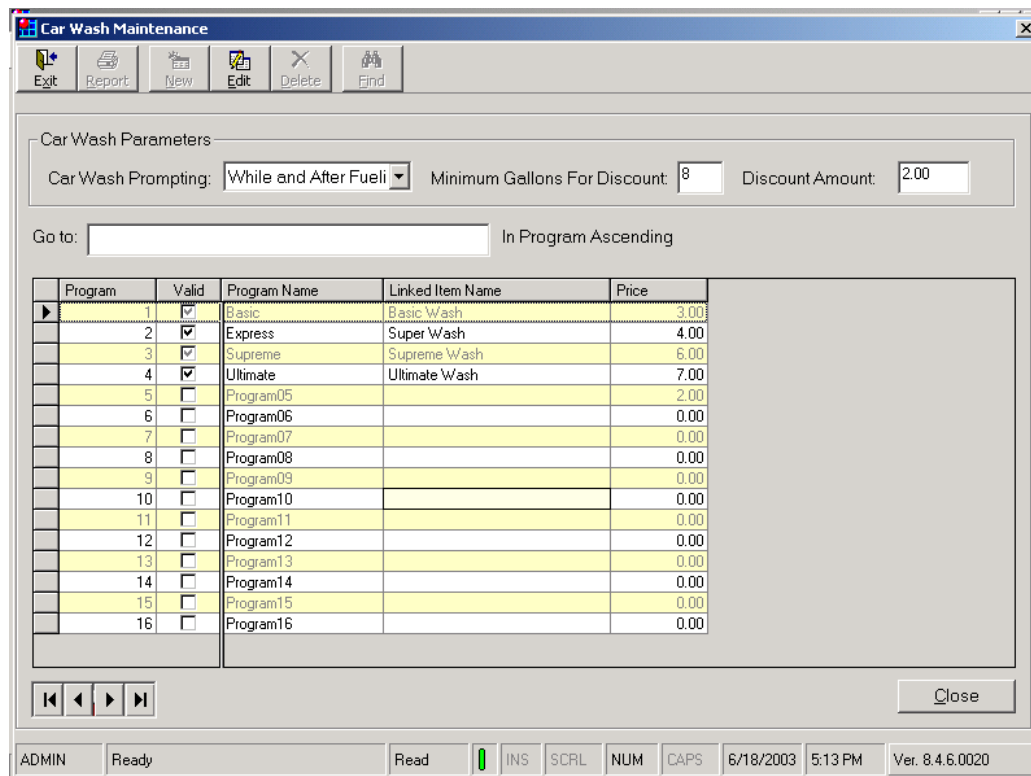 Car Wash Maintenance
Exit Report New Edit Delete Find
Car Wash Parameters
Car Wash Prompting: While and After Fueli Minimum Gallons For Discount: 8 Discount Amount: 2.00
Go to: In Program Ascending
Program Valid Program Name Linked Item Name Price
1 Basic Basic Wash 3.00
2 Express Super Wash 4.00
3 Supreme Supreme Wash 6.00
4 Ultimate Ultimate Wash 7.00
5 Program05 2.00
6 Program06 0.00
7 Program07 0.00
8 Program08 0.00
9 Program09 0.00
10 Program10 0.00
11 Program11 0.00
12 Program12 0.00
13 Program13 0.00
14 Program14 0.00
15 Program15 0.00
16 Program16 0.00
Close
ADMIN Ready Read INS SCRL NUM CAPS 6/18/2003 5:13 PM Ver. 8.4.6.0020